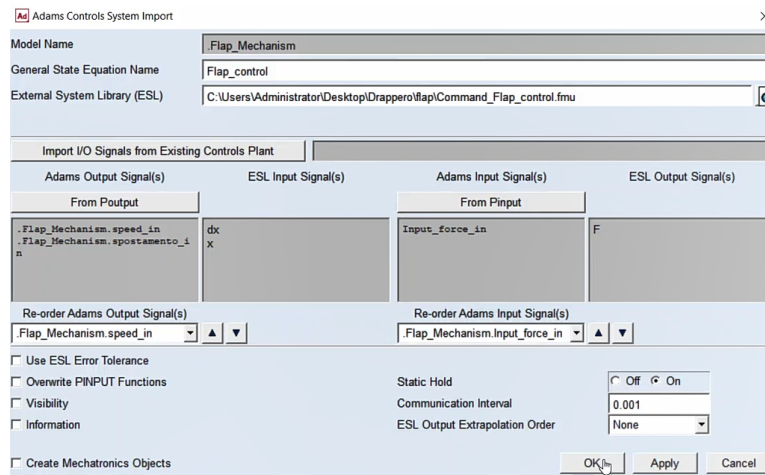 Ad Adams Controls System Import
Model Name .Flap_Mechanism
General State Equation Name Flap_control
External System Library (ESL) C:\Users\Administrator\Desktop\Drappero\flap\Command_Flap_control.fmu
Import I/O Signals from Existing Controls Plant
Adams Output Signal(s) ESL Input Signal(s) Adams Input Signal(s) ESL Output Signal(s)
From Poutput From Pinput
.Flap_Mechanism.speed_in dx Input_force_in F
.Flap_Mechanism.spostamento_i x
n
Re-order Adams Output Signal(s) Re-order Adams Input Signal(s)
.Flap_Mechanism.speed_in .Flap_Mechanism.Input_force_in
Use ESL Error Tolerance
Overwrite PINPUT Functions Static Hold Off On
Visibility Communication Interval 0.001
Information ESL Output Extrapolation Order None
Create Mechatronics Objects OK Apply Cancel